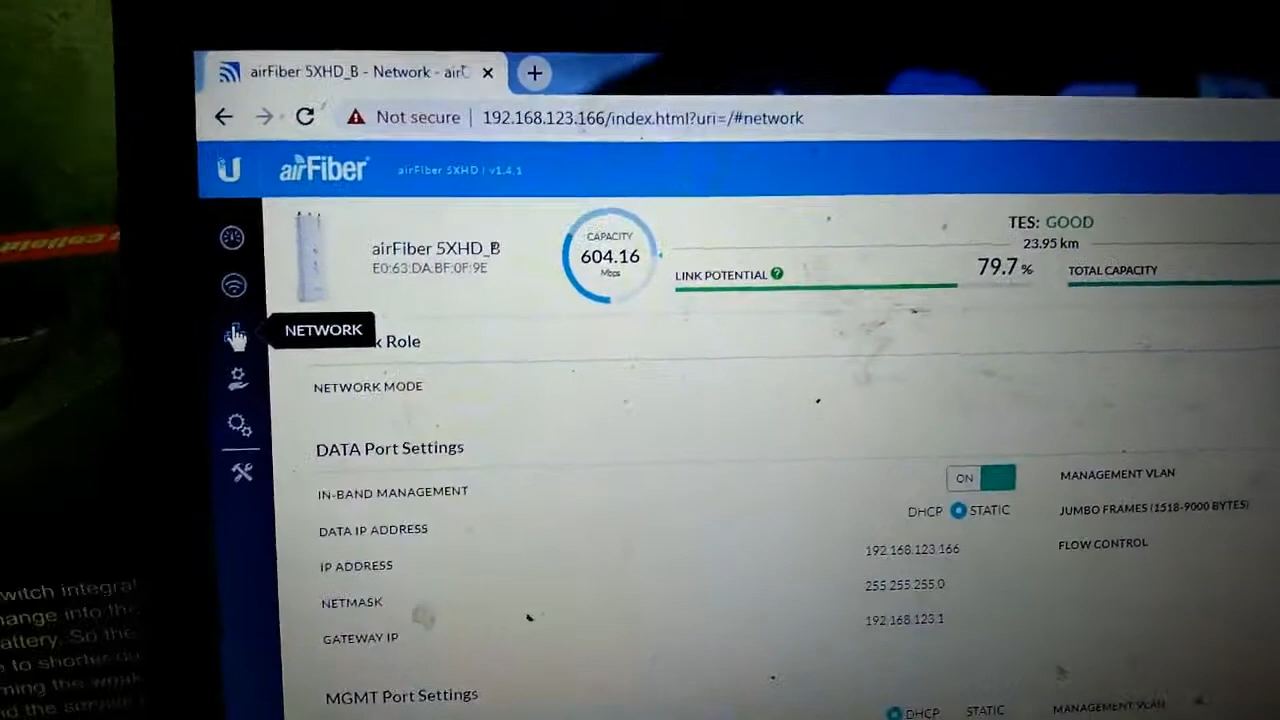 airFiber 5XHD_B - Network - air
Not secure | 192.168.123.166/index.html?uri=/#network
U airFiber airFiber 5XHD | v1.4.1
TES: GOOD
23.95 km
airFiber 5XHD_B
E0:63:DA:BF:0F:9E
CAPACITY
604.16
Mbps
LINK POTENTIAL ?
79.7 %
TOTAL CAPACITY
NETWORK
k Role
NETWORK MODE
DATA Port Settings
IN-BAND MANAGEMENT
ON
MANAGEMENT VLAN
DATA IP ADDRESS
DHCP STATIC
JUMBO FRAMES (1518-9000 BYTES)
IP ADDRESS
192.168.123.166
FLOW CONTROL
NETMASK
255.255.255.0
GATEWAY IP
192.168.123.1
MGMT Port Settings
DHCP STATIC
MANAGEMENT VLAN
witch integra
hange into the
attery. So the
to shorter
ming the
d the